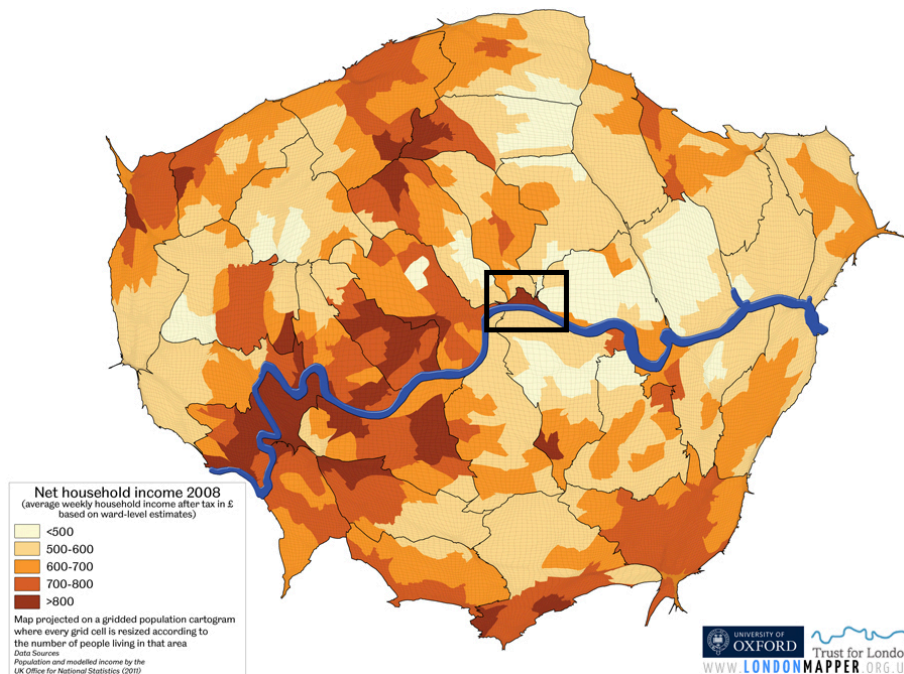 Net household income 2008
(average weekly household income after tax in £
based on ward-level estimates)
<500
500-600
600-700
700-800
>800
Map projected on a gridded population cartogram
where every grid cell is resized according to
the number of people living in that area
Data Sources
Population and modelled income by the
UK Office for National Statistics (2011)
UNIVERSITY OF
OXFORD
Trust for Londo
WWW.LONDONMAPPER.ORG.U